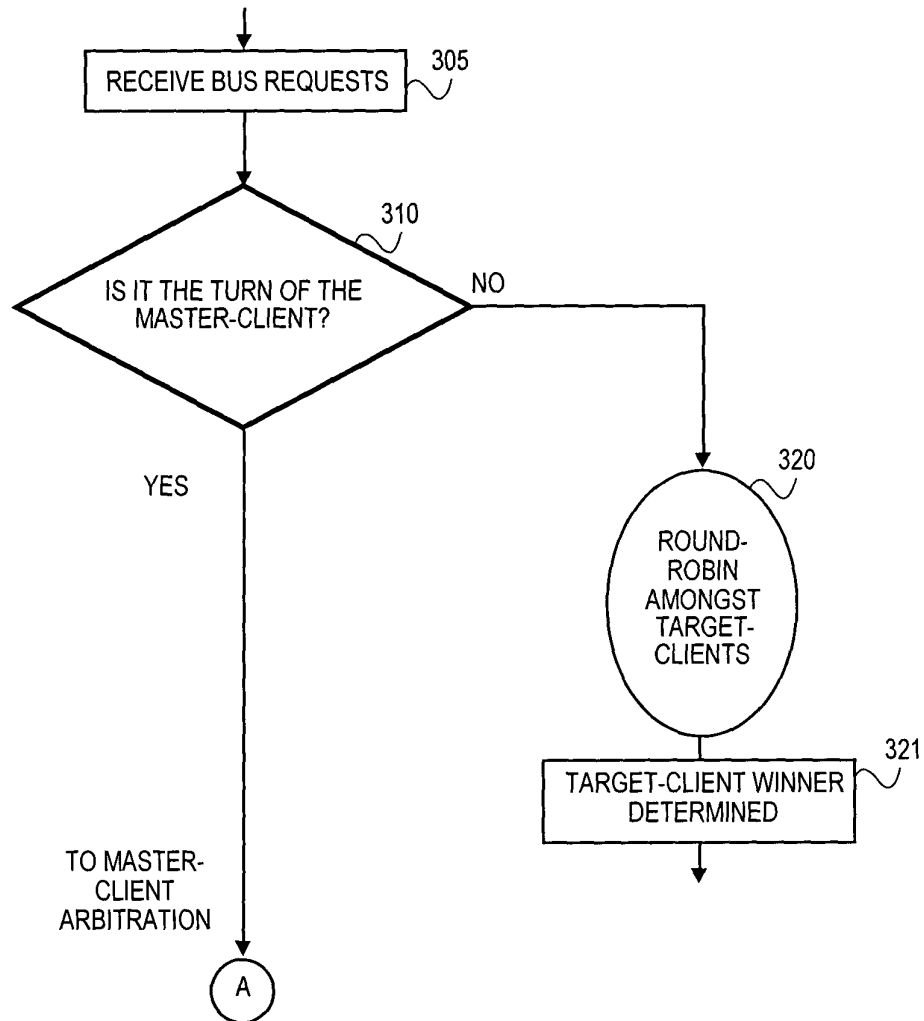 RECEIVE BUS REQUESTS
305
310
IS IT THE TURN OF THE
MASTER-CLIENT?
NO
YES
320
ROUND-
ROBIN
AMONGST
TARGET-
CLIENTS
321
TARGET-CLIENT WINNER
DETERMINED
TO MASTER-
CLIENT
ARBITRATION
A